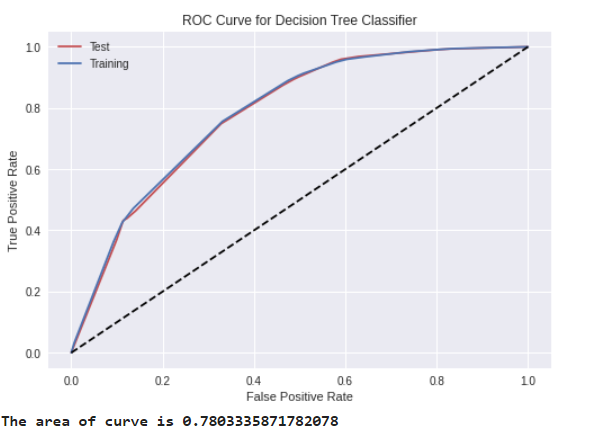 ROC Curve for Decision Tree Classifier
Test
Training
1.0
0.8
0.6
0.4
0.2
0.0
True Positive Rate
0.0 0.2 0.4 0.6 0.8 1.0
False Positive Rate
The area of curve is 0.7803335871782078